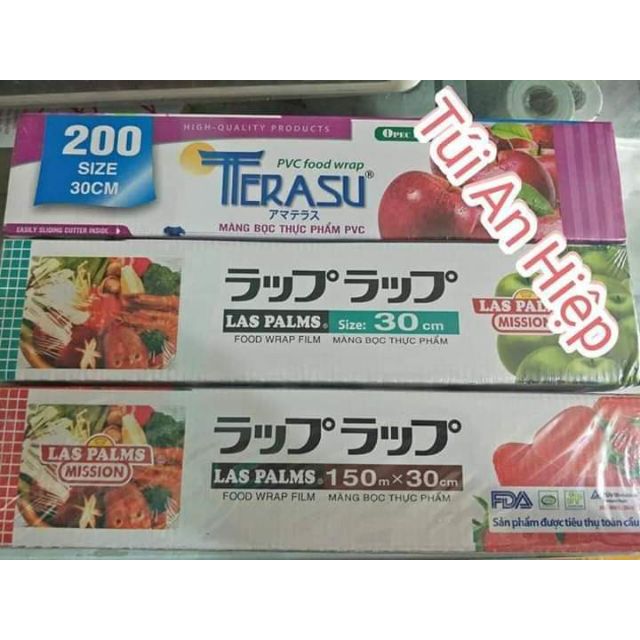 200
SIZE
30CM
HIGH-QUALITY PRODUCTS
OPEC
PVC food wrap
TERASU®
アマテラス
MÀNG BỌC THỰC PHẨM PVC
EASILY SLIDING CUTTER INSIDE
Túi An Hiệp
ラップ ラップ
LAS PALMS® Size: 30 cm
FOOD WRAP FILM MÀNG BỌC THỰC PHẨM
LAS PALMS
MISSION
LAS PALMS
MISSION
ラップ ラップ
LAS PALMS® 150m×30cm
FOOD WRAP FILM MÀNG BỌC THỰC PHẨM
FDA
Sản phẩm được tiêu thụ toàn cầu